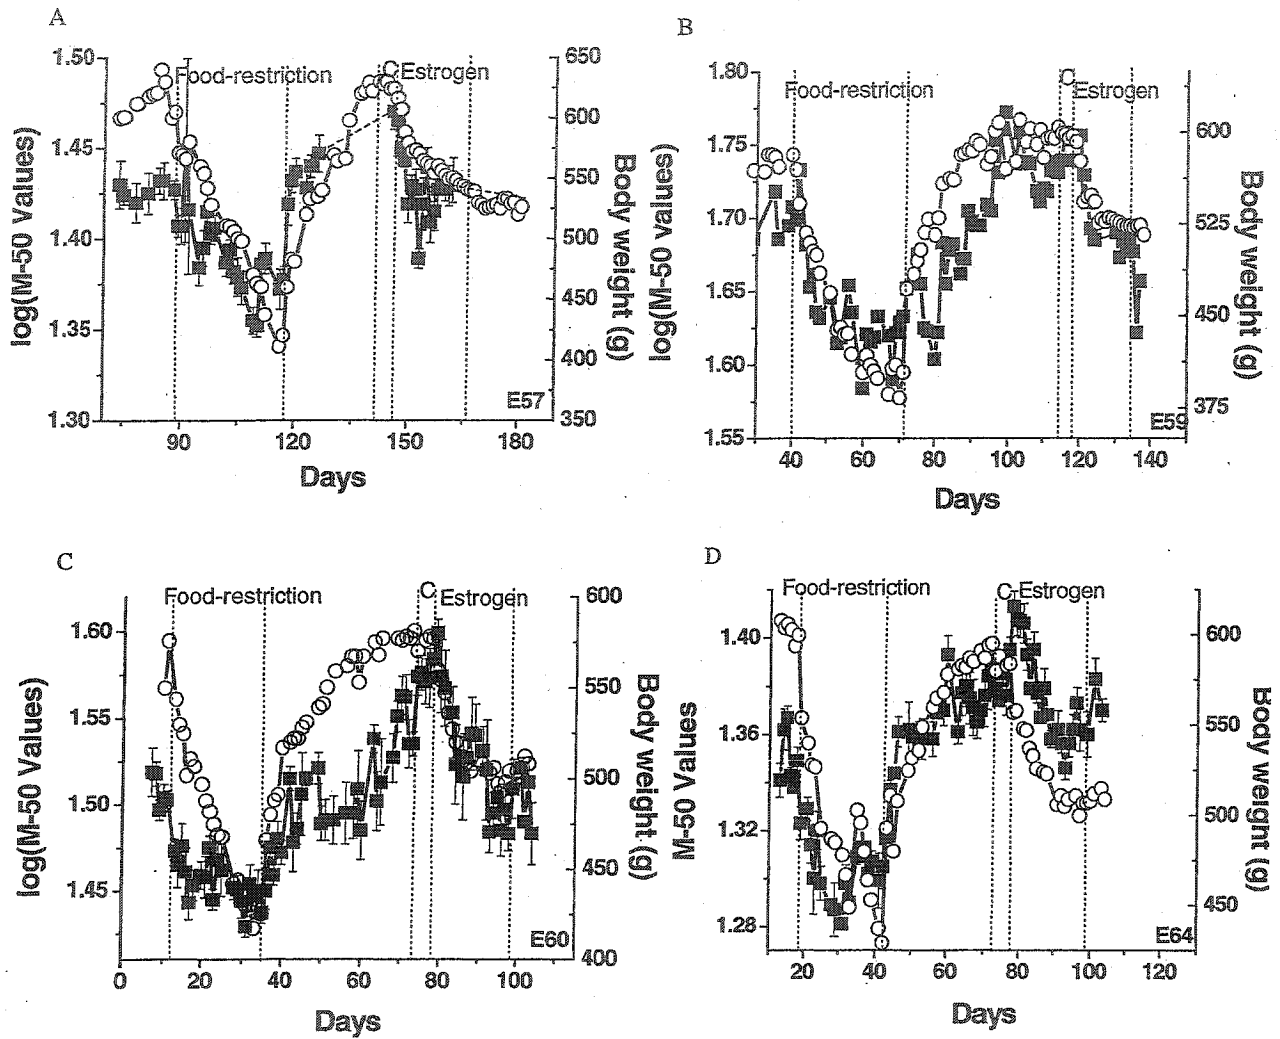 A
log(M-50 values)
1.50
1.45
1.40
1.35
1.30
Food-restriction
C
Estrogen
650
600
550
500
450
400
350
Body weight (g)
E57
90
120
150
180
Days
B
log(M-50 values)
1.80
1.75
1.70
1.65
1.60
1.55
Food-restriction
C
Estrogen
600
525
450
375
Body weight (g)
E59
40
60
80
100
120
140
Days
C
log(M-50 Values)
1.60
1.55
1.50
1.45
Food-restriction
C
Estrogen
600
550
500
450
400
Body weight (g)
E60
0
20
40
60
80
100
Days
D
M-50 Values
1.40
1.36
1.32
1.28
Food-restriction
C
Estrogen
600
550
500
450
Body weight (g)
E64
20
40
60
80
100
120
Days